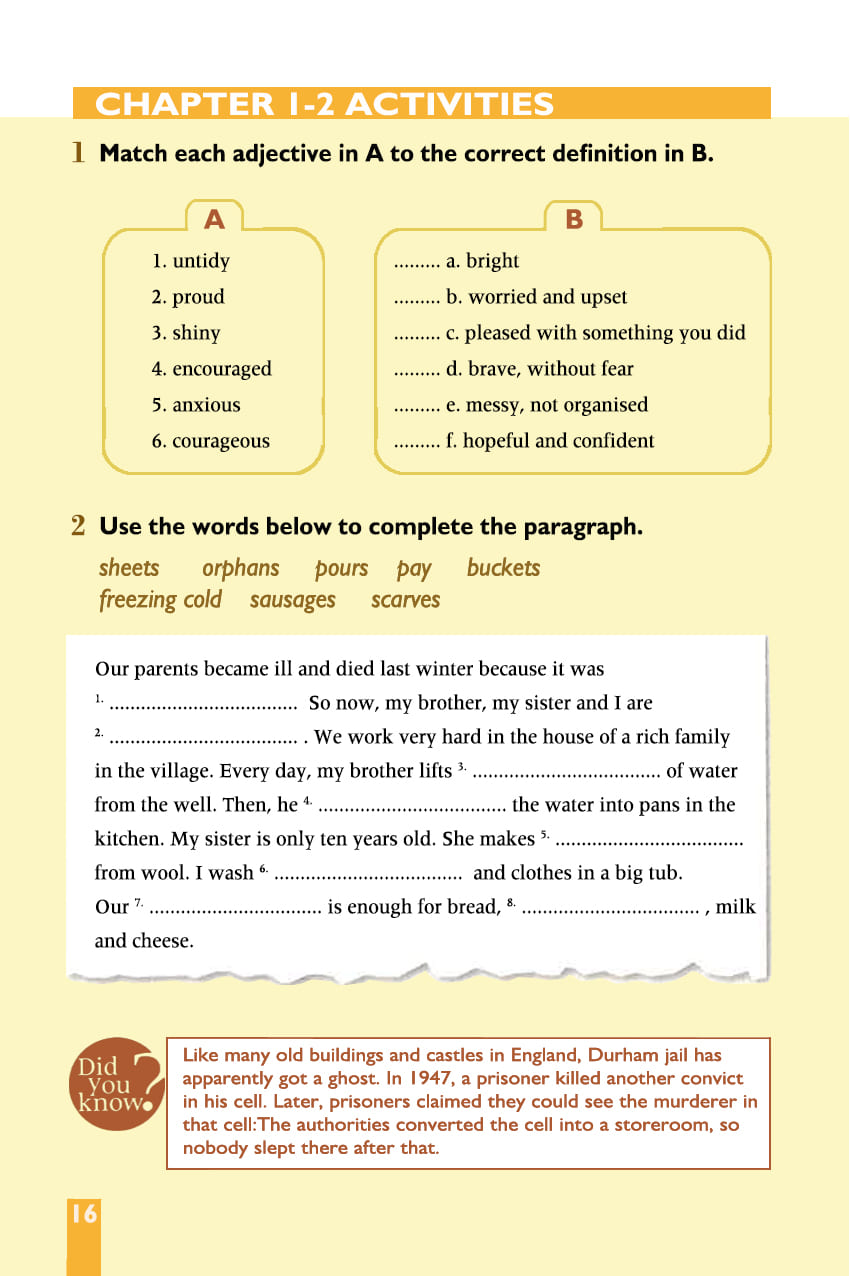 CHAPTER 1-2 ACTIVITIES
1 Match each adjective in A to the correct definition in B.
A
1. untidy
2. proud
3. shiny
4. encouraged
5. anxious
6. courageous
B
......... a. bright
......... b. worried and upset
......... c. pleased with something you did
......... d. brave, without fear
......... e. messy, not organised
......... f. hopeful and confident
2 Use the words below to complete the paragraph.
sheets orphans pours pay buckets
freezing cold sausages scarves
Our parents became ill and died last winter because it was
1. .................................... So now, my brother, my sister and I are
2. .................................... . We work very hard in the house of a rich family
in the village. Every day, my brother lifts 3. .................................... of water
from the well. Then, he 4. .................................... the water into pans in the
kitchen. My sister is only ten years old. She makes 5. ....................................
from wool. I wash 6. .................................... and clothes in a big tub.
Our 7. ................................. is enough for bread, 8. .................................. , milk
and cheese.
Did
you
know?
Like many old buildings and castles in England, Durham jail has
apparently got a ghost. In 1947, a prisoner killed another convict
in his cell. Later, prisoners claimed they could see the murderer in
that cell:The authorities converted the cell into a storeroom, so
nobody slept there after that.
16